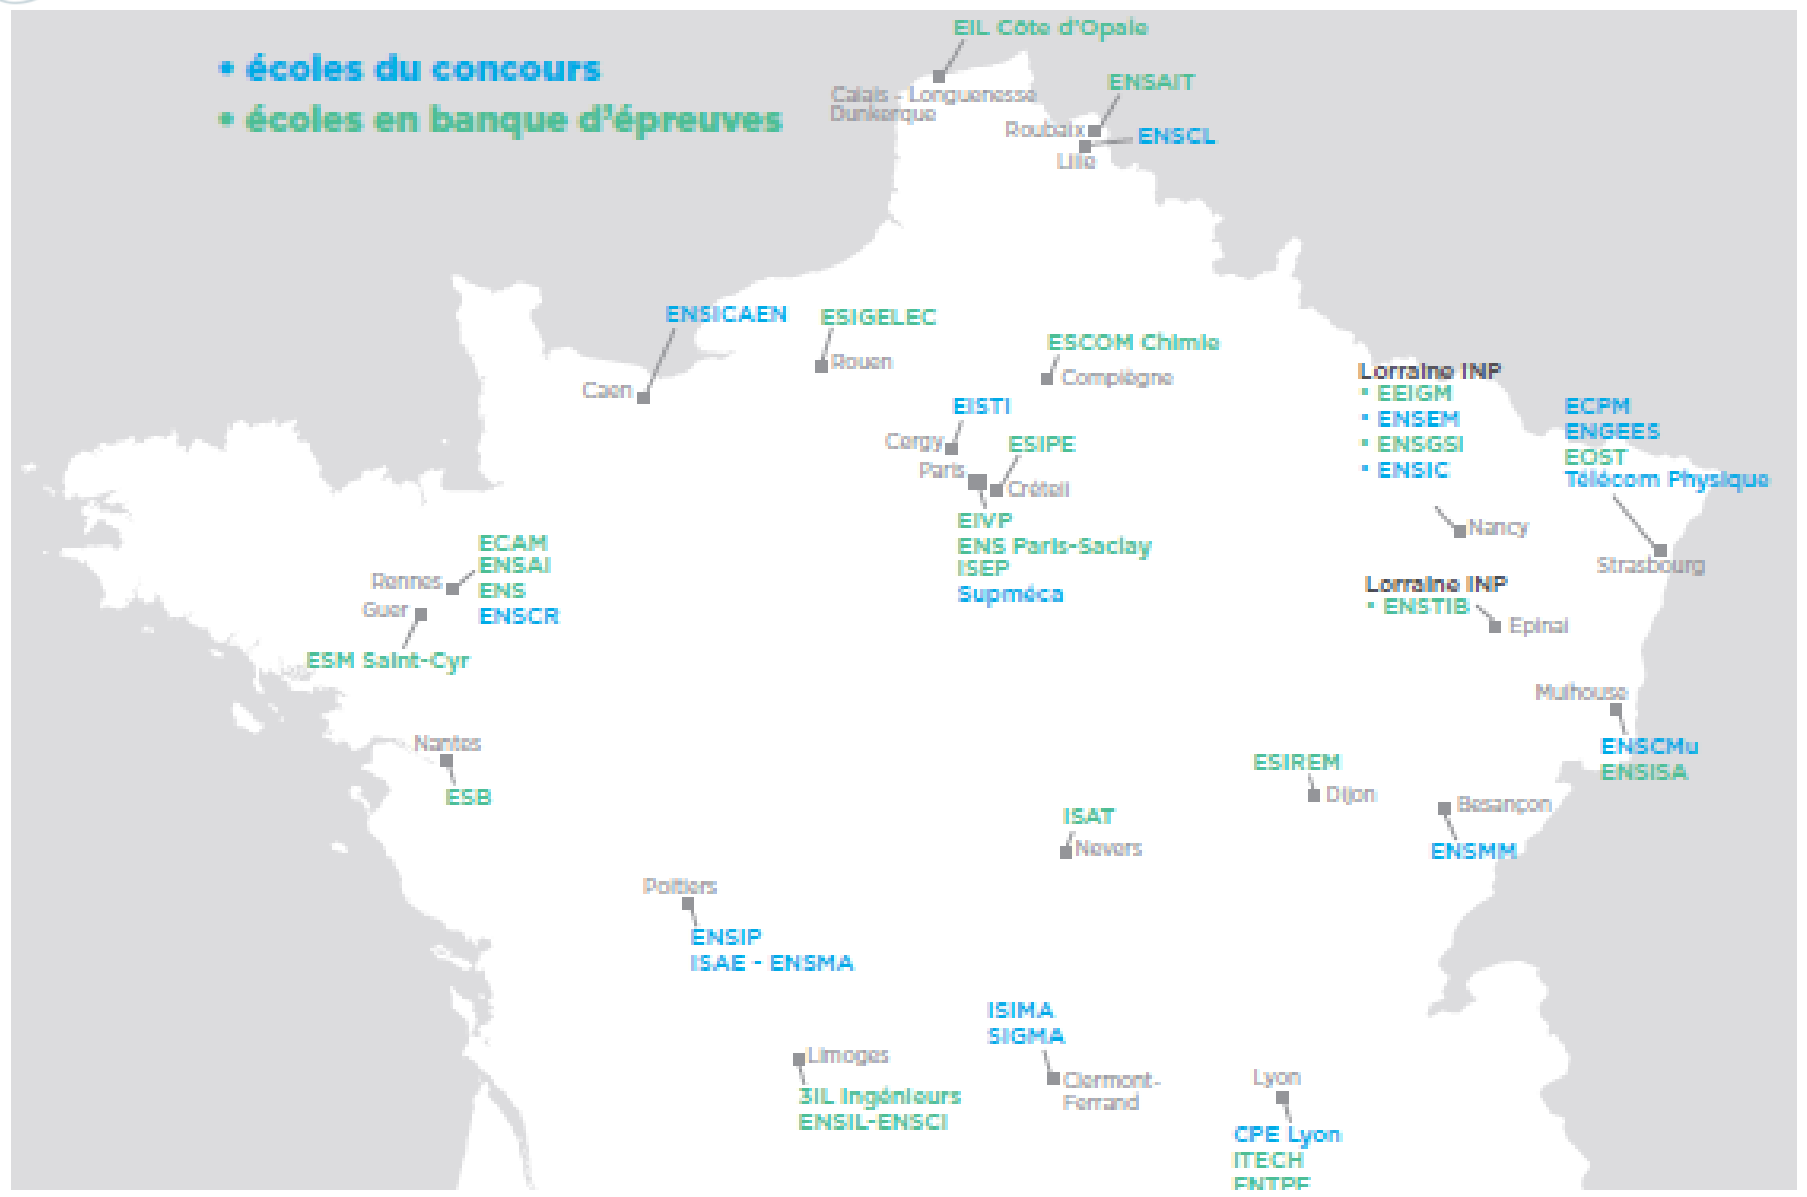 • écoles du concours
• écoles en banque d'épreuves
EIL Côte d'Opale
Calais - Longuenesse
Dunkerque
ENSAIT
Roubaix
ENSCL
Lille
ENSICAEN
Caen
ESIGELEC
Rouen
ESCOM Chimie
Compiègne
EISTI
Cergy
ESIPE
Paris
Créteil
EIVP
ENS Paris-Saclay
ISEP
Supméca
Lorraine INP
• EEIGM
• ENSEM
• ENSGSI
• ENSIC
Nancy
ECPM
ENGEES
EOST
Télécom Physique
Strasbourg
Lorraine INP
• ENSTIB
Epinal
ECAM
ENSAI
ENS
ENSCR
Rennes
Guer
ESM Saint-Cyr
Nantes
ESB
Mulhouse
ENSCMu
ENSISA
ESIREM
Dijon
Besançon
ENSMM
ISAT
Nevers
Poitiers
ENSIP
ISAE - ENSMA
ISIMA
SIGMA
Clermont-
Ferrand
Limoges
3IL Ingénieurs
ENSIL-ENSCI
Lyon
CPE Lyon
ITECH
ENTPE